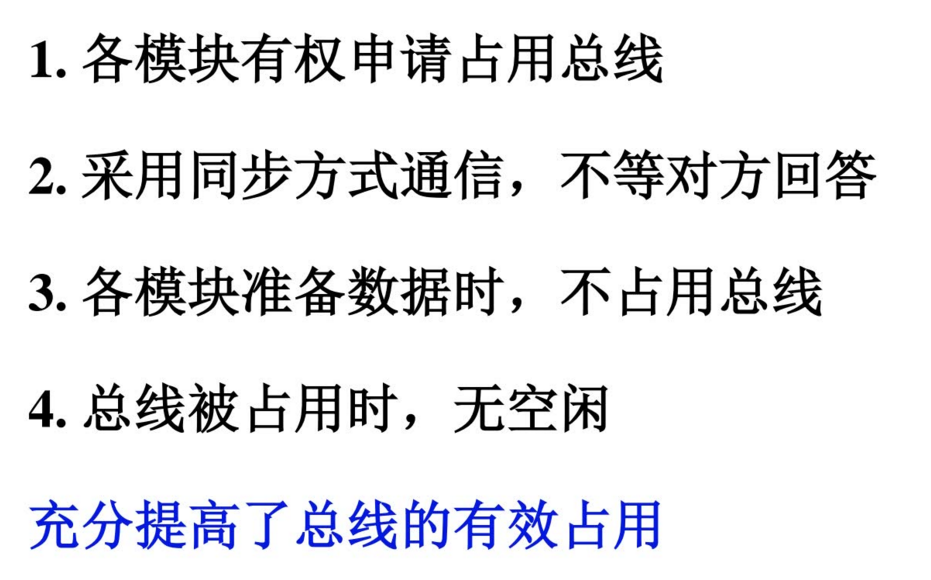 1. 各模块有权申请占用总线
2. 采用同步方式通信，不等对方回答
3. 各模块准备数据时，不占用总线
4. 总线被占用时，无空闲
充分提高了总线的有效占用